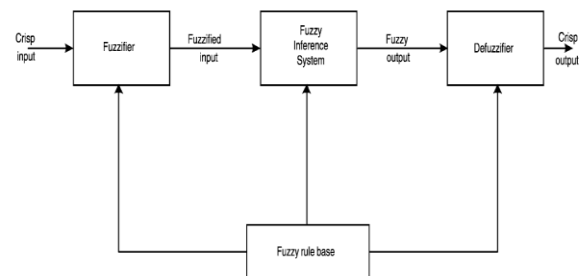 Crisp
input
Fuzzifier
Fuzzified
input
Fuzzy
Inference
System
Fuzzy
output
Defuzzifier
Crisp
output
Fuzzy rule base